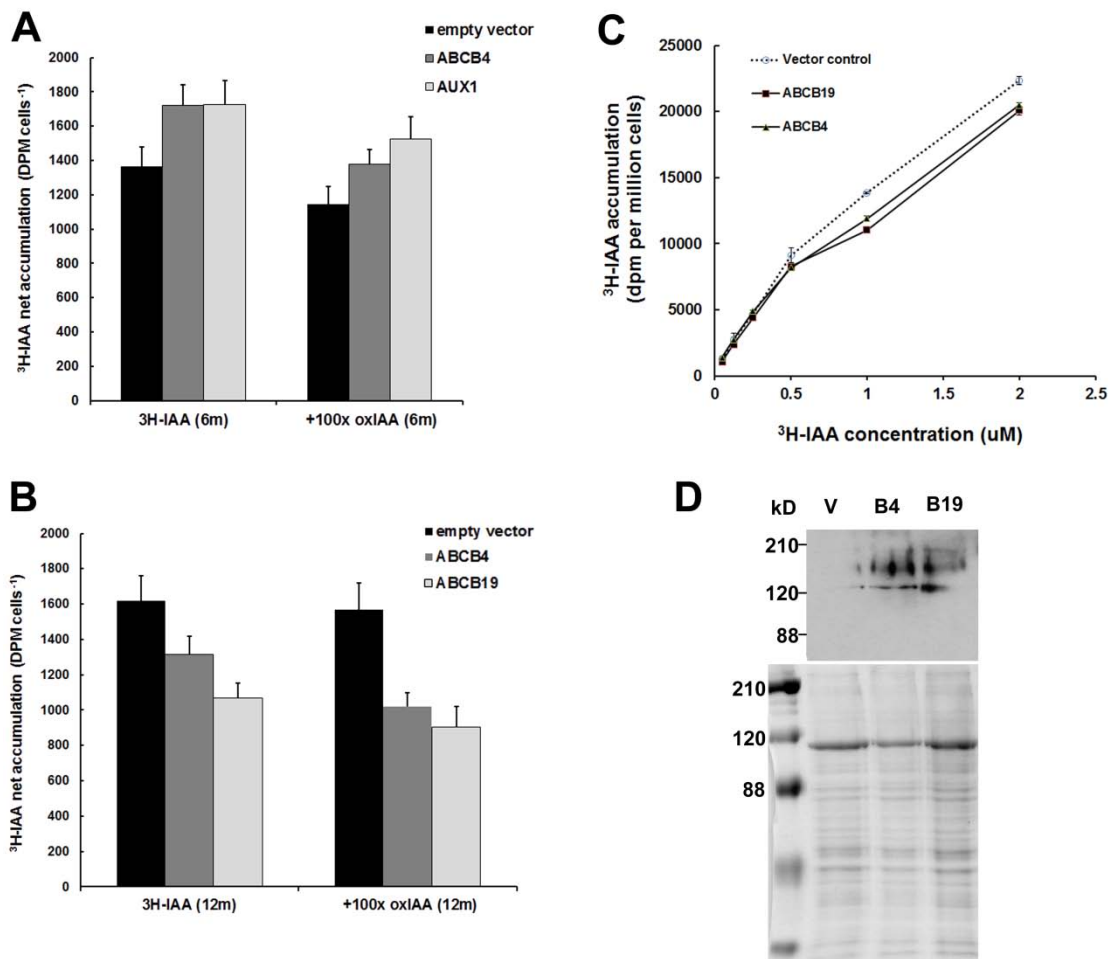 A
empty vector
ABCB4
AUX1
2000
1800
1600
1400
1200
1000
800
600
400
200
0
³H-IAA net accumulation (DPM cells⁻¹)
3H-IAA (6m)
+100x oxIAA (6m)
B
empty vector
ABCB4
ABCB19
2000
1800
1600
1400
1200
1000
800
600
400
200
0
³H-IAA net accumulation (DPM cells⁻¹)
3H-IAA (12m)
+100x oxIAA (12m)
C
Vector control
ABCB19
ABCB4
25000
20000
15000
10000
5000
0
³H-IAA accumulation
(dpm per million cells)
0 0.5 1 1.5 2 2.5
³H-IAA concentration (uM)
D
kD V B4 B19
210
120
88
210
120
88